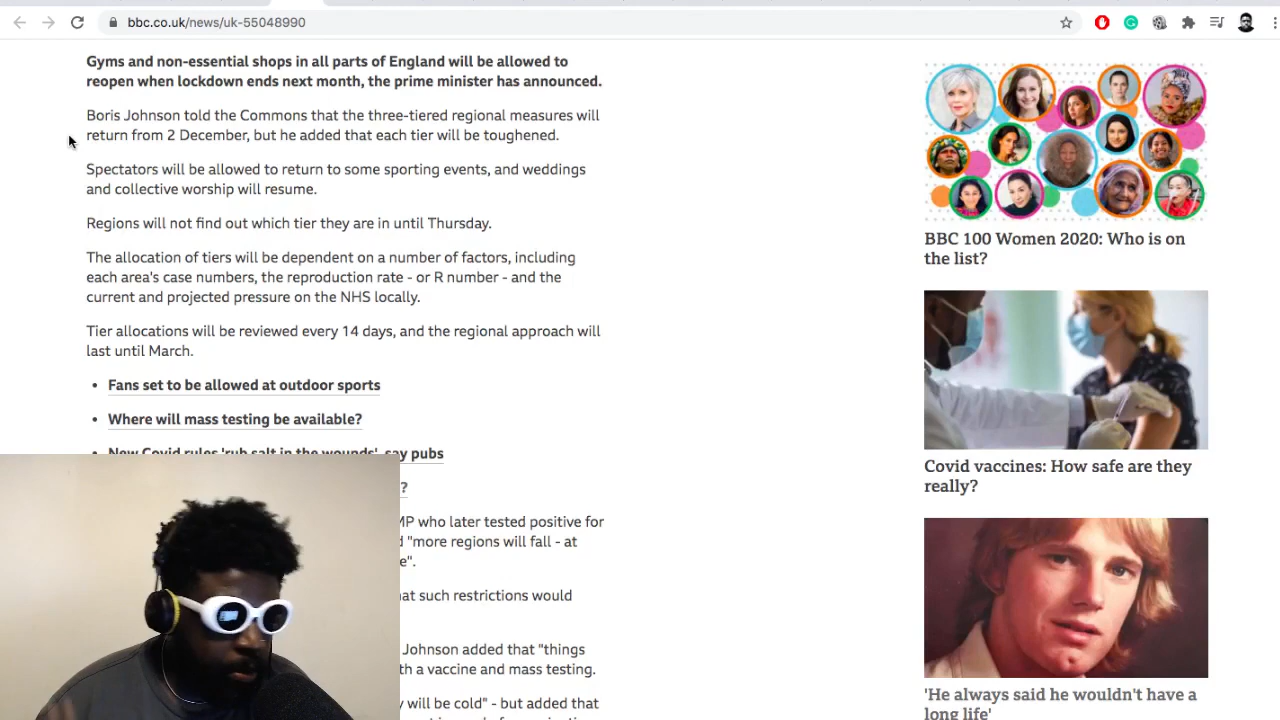 bbc.co.uk/news/uk-55048990
Gyms and non-essential shops in all parts of England will be allowed to
reopen when lockdown ends next month, the prime minister has announced.
Boris Johnson told the Commons that the three-tiered regional measures will
return from 2 December, but he added that each tier will be toughened.
Spectators will be allowed to return to some sporting events, and weddings
and collective worship will resume.
Regions will not find out which tier they are in until Thursday.
The allocation of tiers will be dependent on a number of factors, including
each area's case numbers, the reproduction rate - or R number - and the
current and projected pressure on the NHS locally.
Tier allocations will be reviewed every 14 days, and the regional approach will
last until March.
• Fans set to be allowed at outdoor sports
• Where will mass testing be available?
New Covid rules 'rub salt in the wounds', say pubs
?
MP who later tested positive for
"more regions will fall - at
e".
hat such restrictions would
Johnson added that "things
th a vaccine and mass testing.
y will be cold" - but added that
BBC 100 Women 2020: Who is on
the list?
Covid vaccines: How safe are they
really?
'He always said he wouldn't have a
long life'